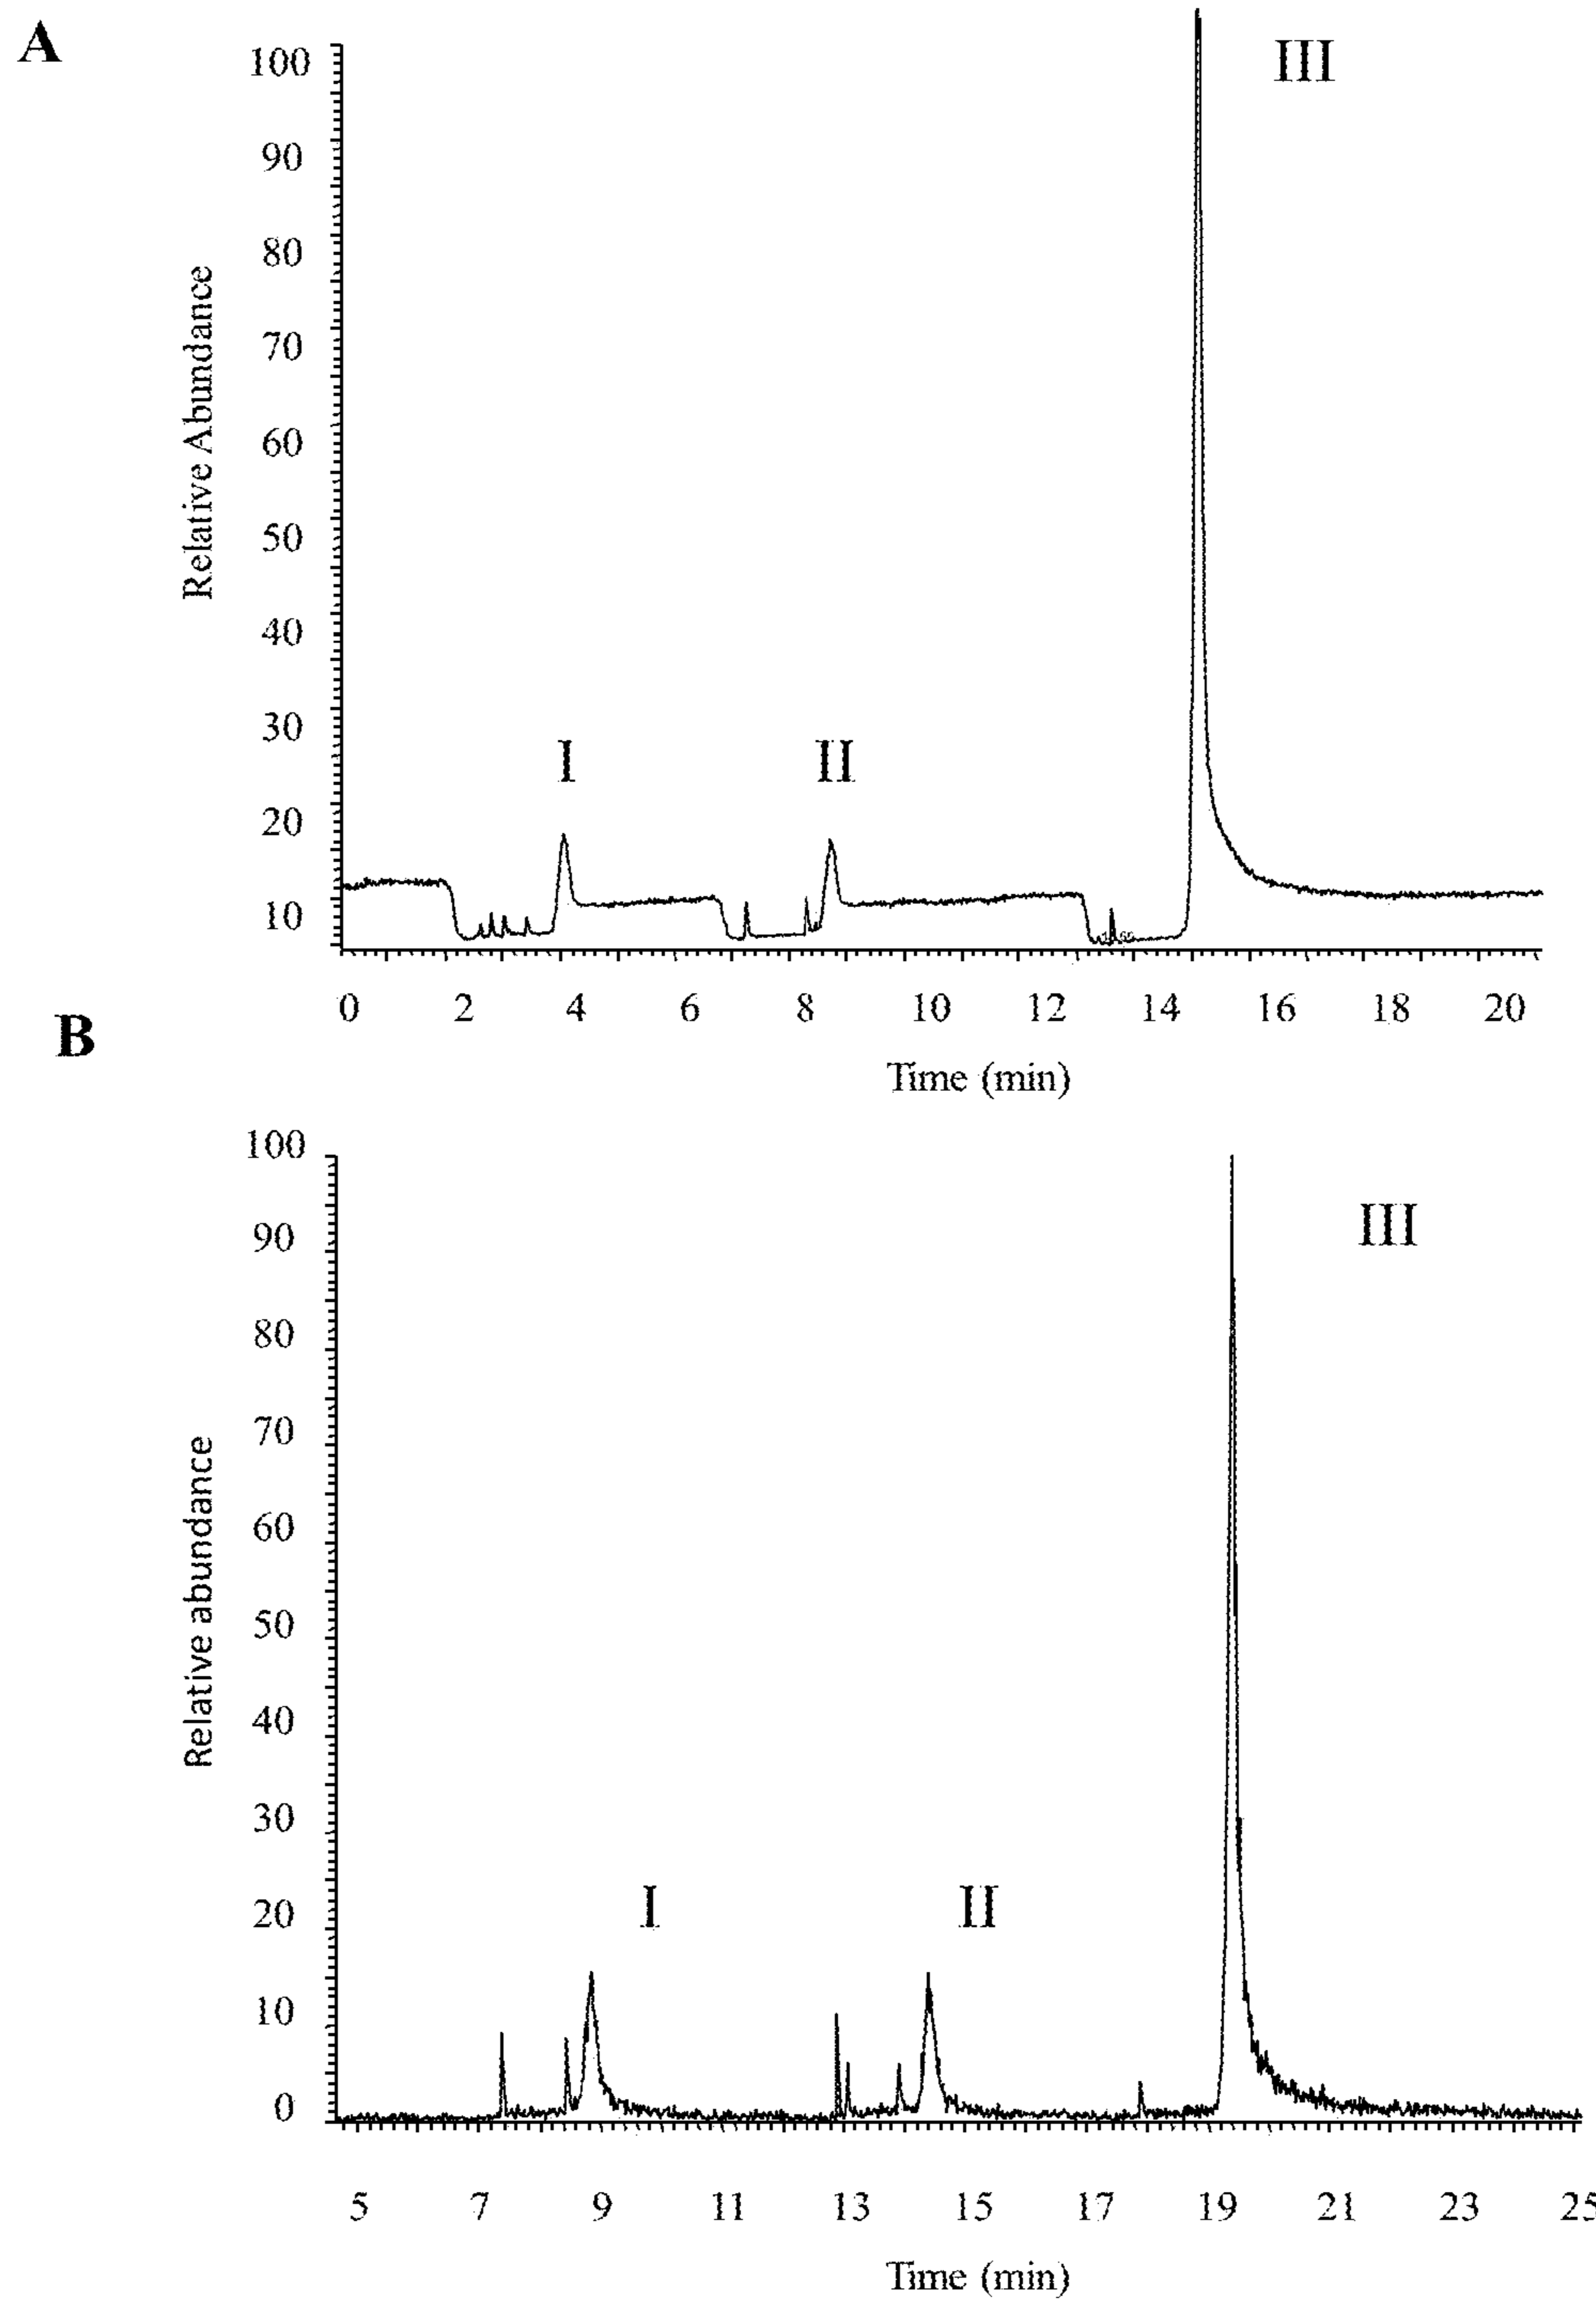 A
100
90
80
70
60
50
40
30
20
10
Relative Abundance
I
II
III
0 2 4 6 8 10 12 14 16 18 20
Time (min)
B
100
90
80
70
60
50
40
30
20
10
0
Relative abundance
I
II
III
5 7 9 11 13 15 17 19 21 23 25
Time (min)